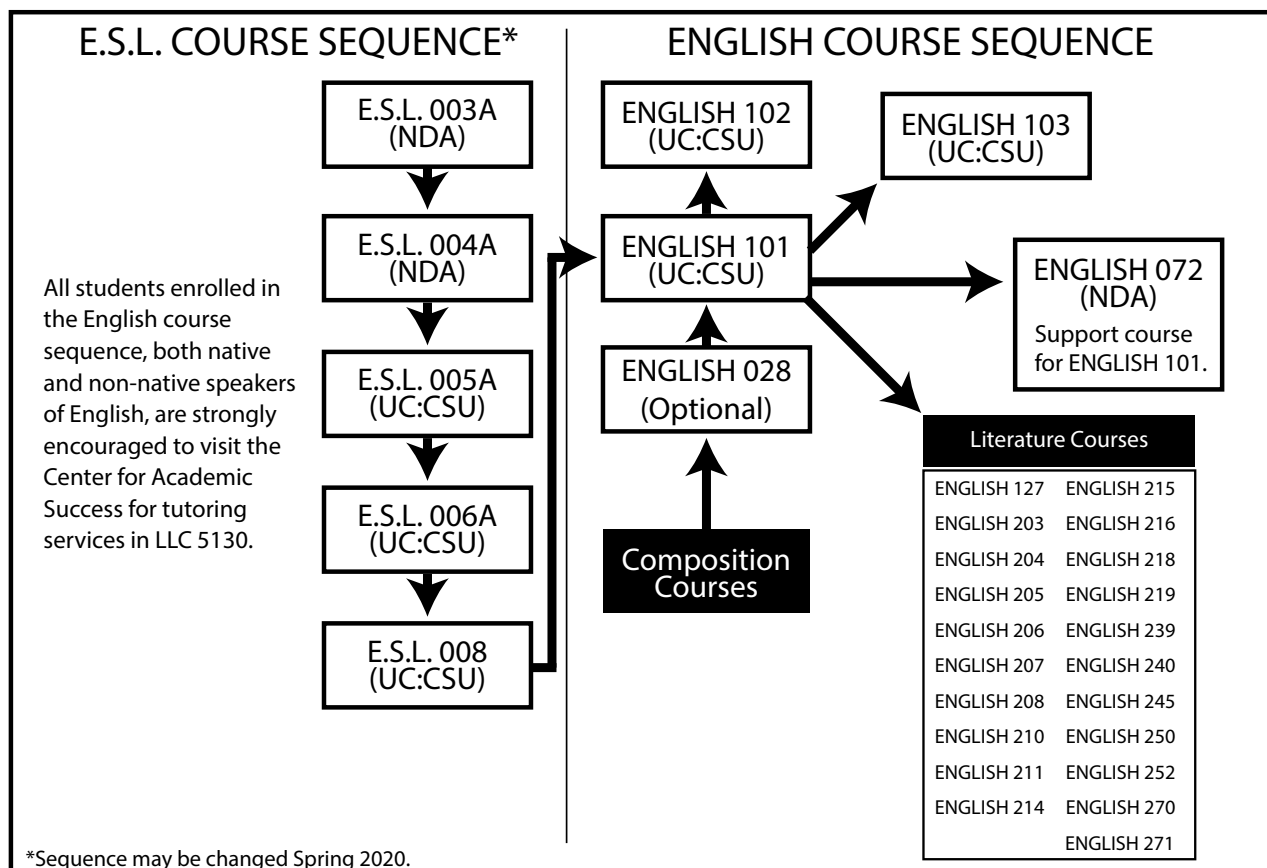 E.S.L. COURSE SEQUENCE*
E.S.L. 003A
(NDA)
E.S.L. 004A
(NDA)
E.S.L. 005A
(UC:CSU)
E.S.L. 006A
(UC:CSU)
E.S.L. 008
(UC:CSU)
All students enrolled in
the English course
sequence, both native
and non-native speakers
of English, are strongly
encouraged to visit the
Center for Academic
Success for tutoring
services in LLC 5130.
*Sequence may be changed Spring 2020.
ENGLISH COURSE SEQUENCE
ENGLISH 102
(UC:CSU)
ENGLISH 103
(UC:CSU)
ENGLISH 101
(UC:CSU)
ENGLISH 072
(NDA)
Support course
for ENGLISH 101.
ENGLISH 028
(Optional)
Composition
Courses
Literature Courses
ENGLISH 127
ENGLISH 203
ENGLISH 204
ENGLISH 205
ENGLISH 206
ENGLISH 207
ENGLISH 208
ENGLISH 210
ENGLISH 211
ENGLISH 214
ENGLISH 215
ENGLISH 216
ENGLISH 218
ENGLISH 219
ENGLISH 239
ENGLISH 240
ENGLISH 245
ENGLISH 250
ENGLISH 252
ENGLISH 270
ENGLISH 271